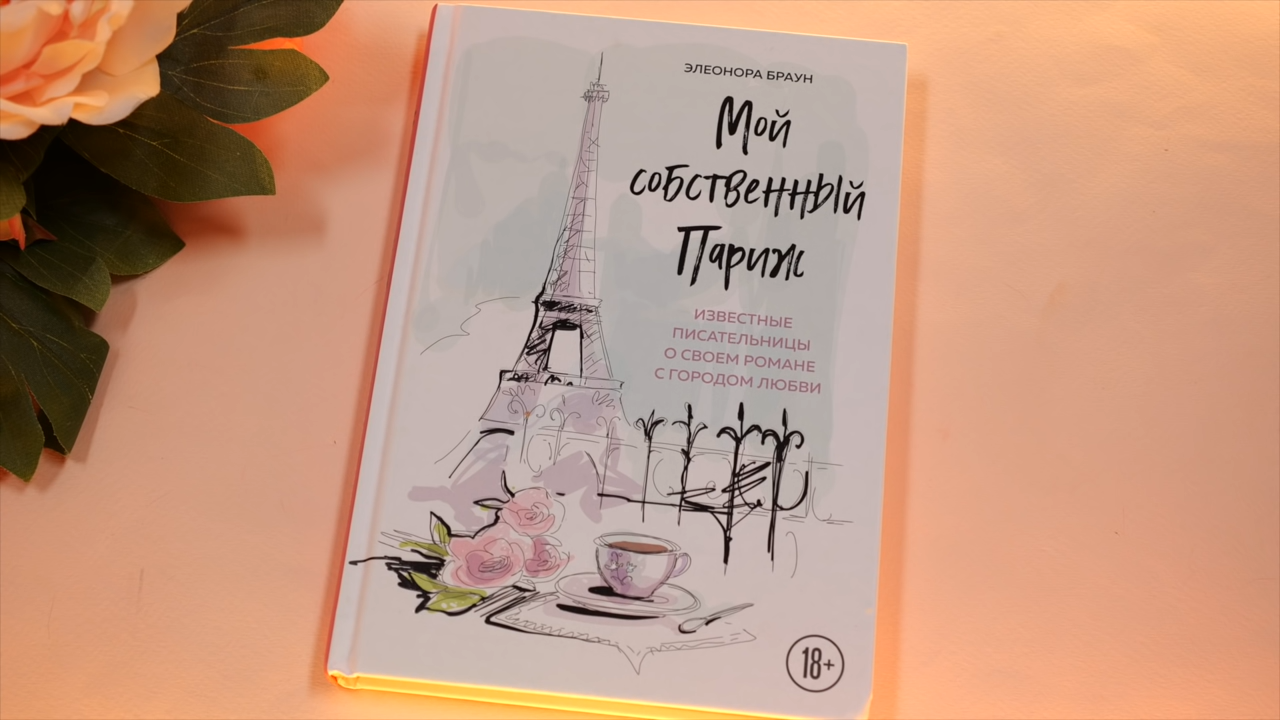 ЭЛЕОНОРА БРАУН
Мой
собственный
Париж
ИЗВЕСТНЫЕ
ПИСАТЕЛЬНИЦЫ
О СВОЕМ РОМАНЕ
С ГОРОДОМ ЛЮБВИ
18+